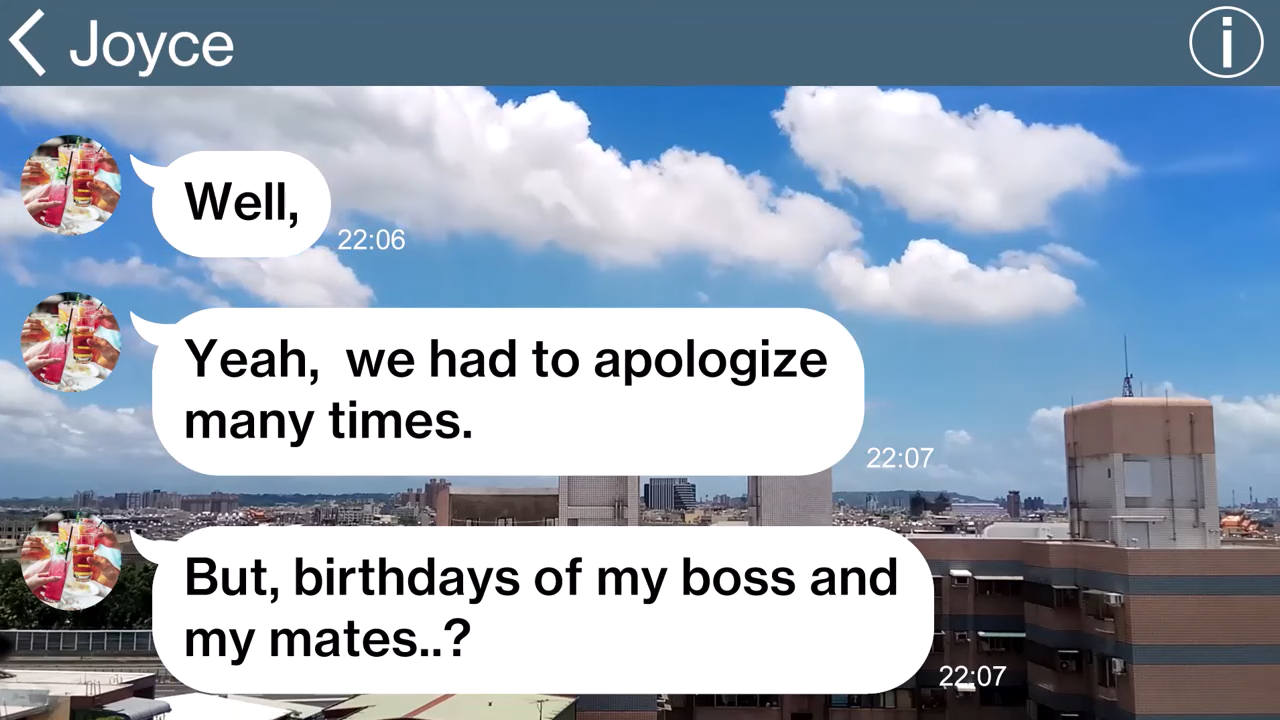 Joyce
Well,
22:06
Yeah,  we had to apologize
many times.
22:07
But, birthdays of my boss and
my mates..?
22:07